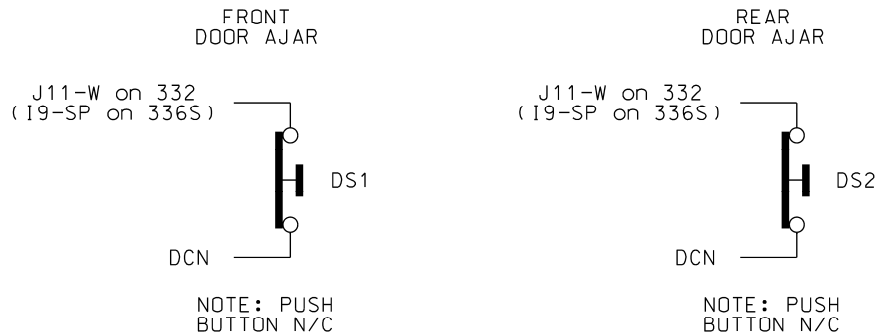 FRONT
DOOR AJAR
J11-W on 332
(I9-SP on 336S)
DS1
DCN
NOTE: PUSH
BUTTON N/C
REAR
DOOR AJAR
J11-W on 332
(I9-SP on 336S)
DS2
DCN
NOTE: PUSH
BUTTON N/C